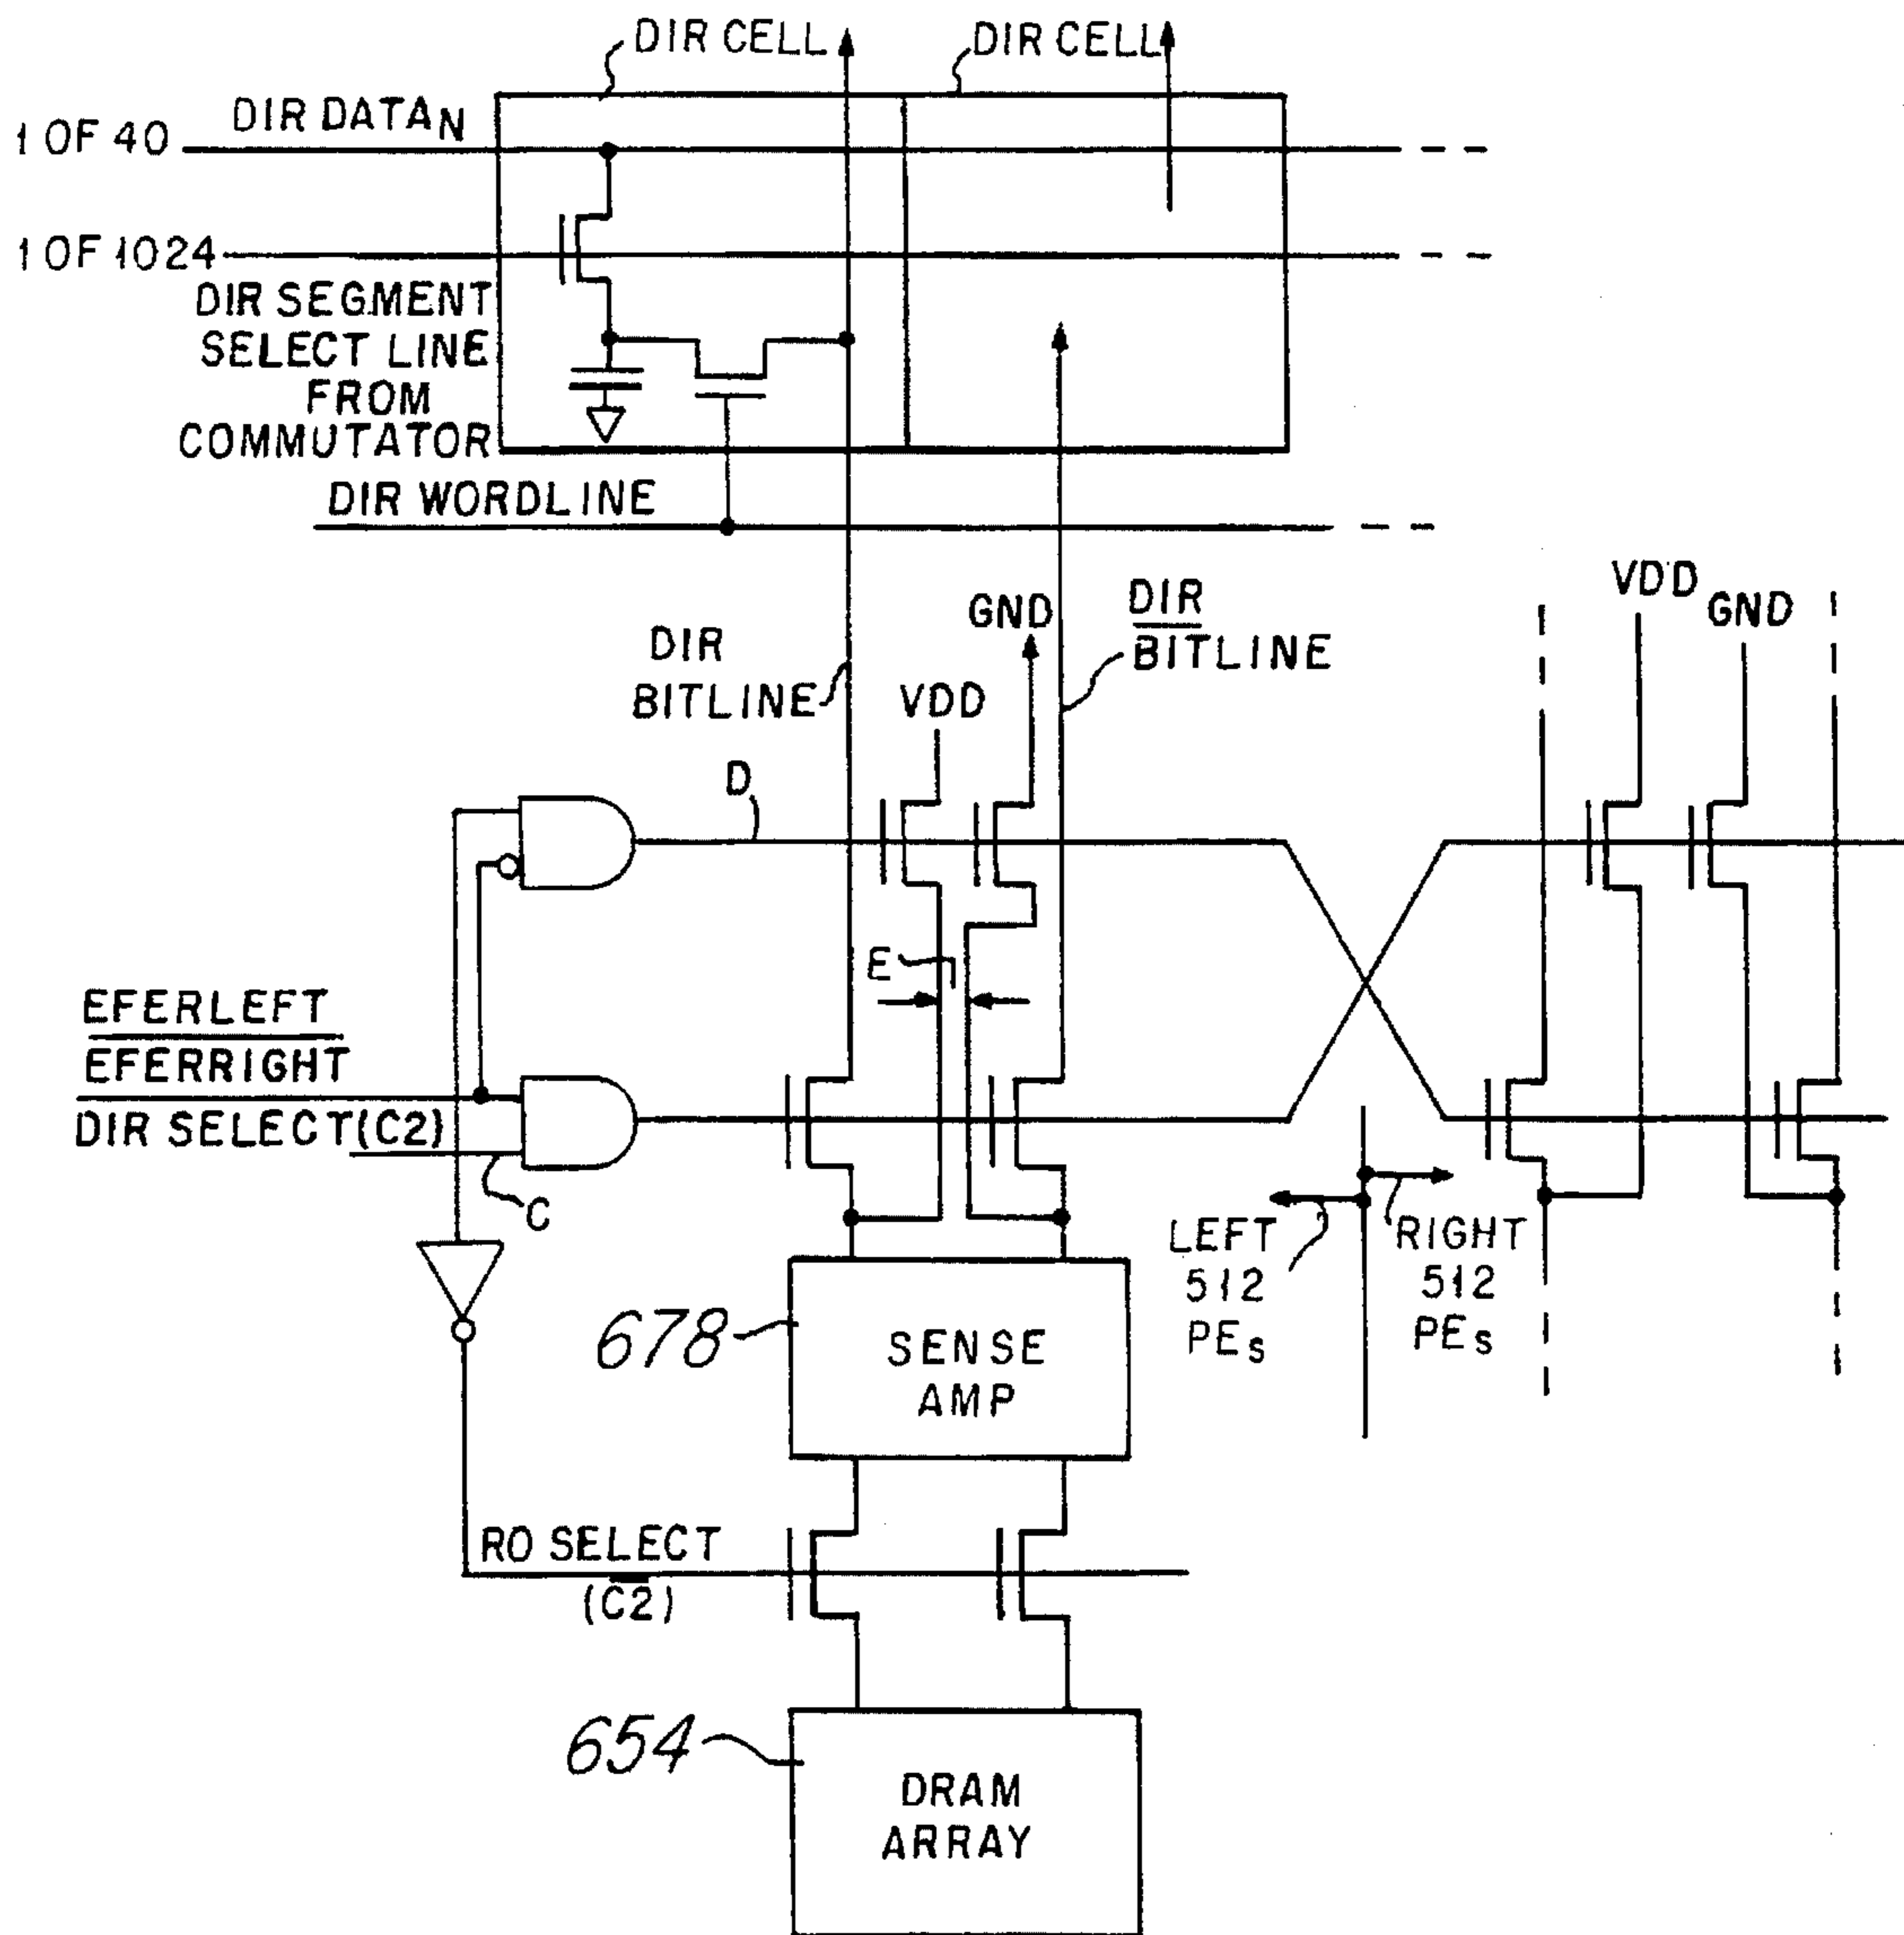 DIR CELL
DIR CELL
1 OF 40
DIR DATA N
1 OF 1024
DIR SEGMENT
SELECT LINE
FROM
COMMUTATOR
DIR WORDLINE
DIR
BITLINE
VDD
GND
DIR
BITLINE
VDD
GND
D
E
EFERLEFT
EFERRIGHT
DIR SELECT(C2)
C
LEFT
512
PEs
RIGHT
512
PEs
678
SENSE
AMP
RO SELECT
(C2)
654
DRAM
ARRAY